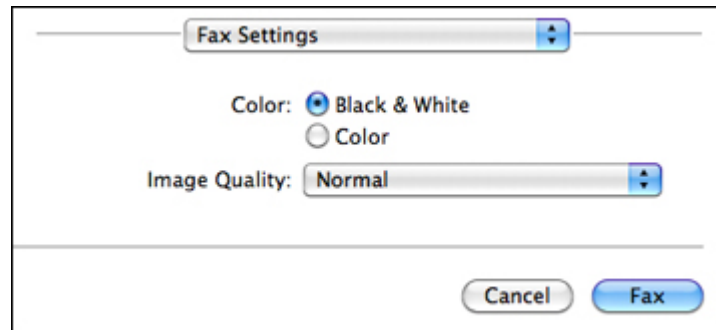 Fax Settings
Color: Black & White
Color
Image Quality: Normal
Cancel Fax